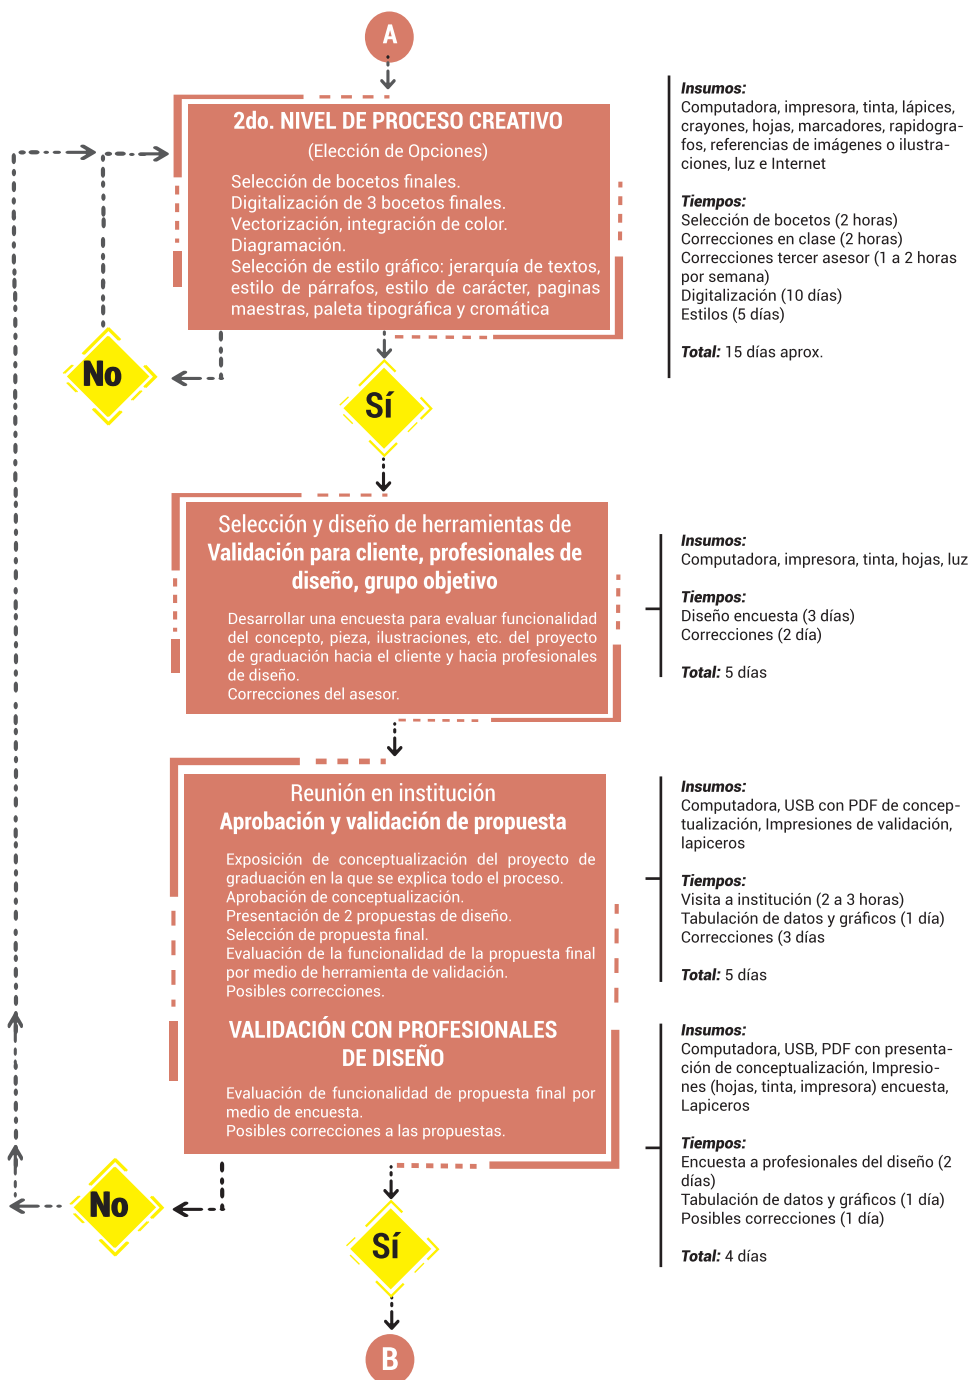 A
2do. NIVEL DE PROCESO CREATIVO
(Elección de Opciones)
Selección de bocetos finales.
Digitalización de 3 bocetos finales.
Vectorización, integración de color.
Diagramación.
Selección de estilo gráfico: jerarquía de textos,
estilo de párrafos, estilo de carácter, paginas
maestras, paleta tipográfica y cromática
Insumos:
Computadora, impresora, tinta, lápices,
crayones, hojas, marcadores, rapidogra-
fos, referencias de imágenes o ilustra-
ciones, luz e Internet
Tiempos:
Selección de bocetos (2 horas)
Correcciones en clase (2 horas)
Correcciones tercer asesor (1 a 2 horas
por semana)
Digitalización (10 días)
Estilos (5 días)
Total: 15 días aprox.
No
Sí
Selección y diseño de herramientas de
Validación para cliente, profesionales de
diseño, grupo objetivo
Desarrollar una encuesta para evaluar funcionalidad
del concepto, pieza, ilustraciones, etc. del proyecto
de graduación hacia el cliente y hacia profesionales
de diseño.
Correcciones del asesor.
Insumos:
Computadora, impresora, tinta, hojas, luz
Tiempos:
Diseño encuesta (3 días)
Correcciones (2 día)
Total: 5 días
Reunión en institución
Aprobación y validación de propuesta
Exposición de conceptualización del proyecto de
graduación en la que se explica todo el proceso.
Aprobación de conceptualización.
Presentación de 2 propuestas de diseño.
Selección de propuesta final.
Evaluación de la funcionalidad de la propuesta final
por medio de herramienta de validación.
Posibles correcciones.
Insumos:
Computadora, USB con PDF de concep-
tualización, Impresiones de validación,
lapiceros
Tiempos:
Visita a institución (2 a 3 horas)
Tabulación de datos y gráficos (1 día)
Correcciones (3 días
Total: 5 días
VALIDACIÓN CON PROFESIONALES
DE DISEÑO
Evaluación de funcionalidad de propuesta final por
medio de encuesta.
Posibles correcciones a las propuestas.
Insumos:
Computadora, USB, PDF con presenta-
ción de conceptualización, Impresio-
nes (hojas, tinta, impresora) encuesta,
Lapiceros
Tiempos:
Encuesta a profesionales del diseño (2
días)
Tabulación de datos y gráficos (1 día)
Posibles correcciones (1 día)
Total: 4 días
No
Sí
B